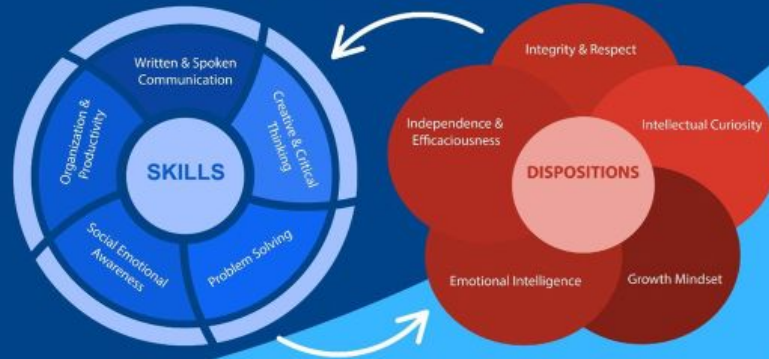 Written & Spoken
Communication
Creative & Critical
Thinking
Problem Solving
Social Emotional
Awareness
Organization &
Productivity
SKILLS
Integrity & Respect
Intellectual Curiosity
Growth Mindset
Emotional Intelligence
Independence &
Efficaciousness
DISPOSITIONS